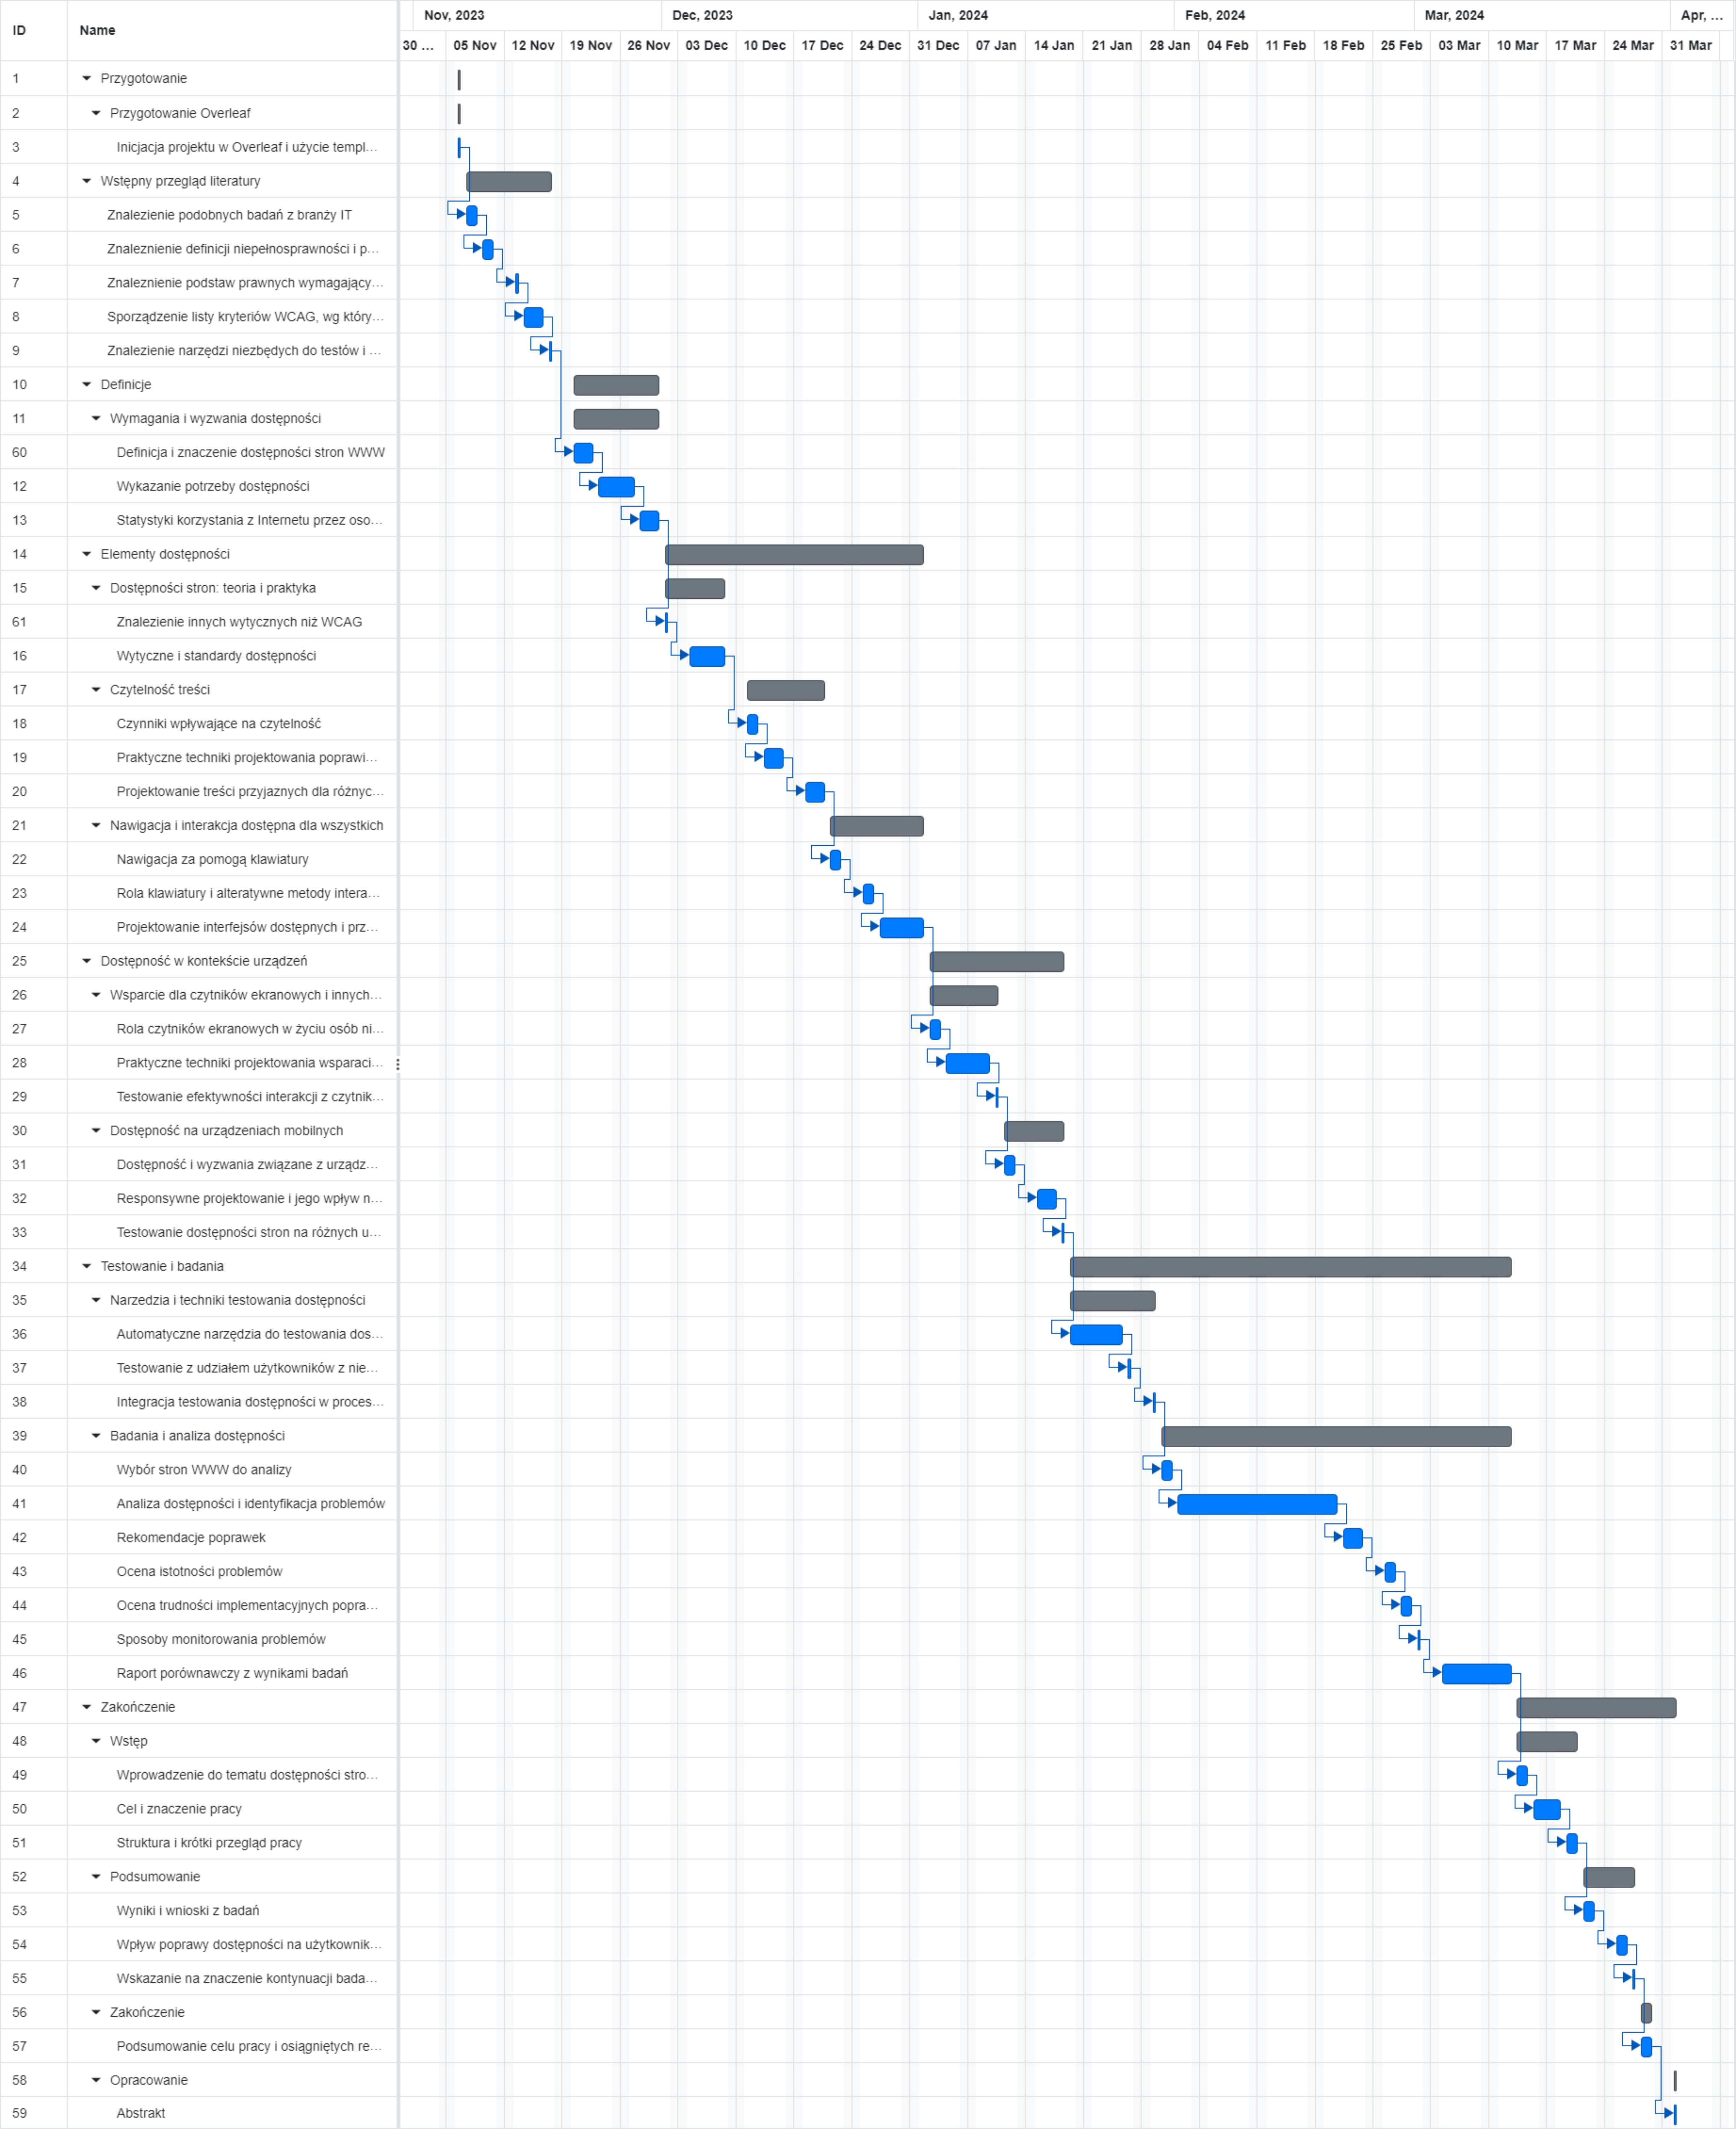 ID Name Nov, 2023 Dec, 2023 Jan, 2024 Feb, 2024 Mar, 2024 Apr, ...
30 ... 05 Nov 12 Nov 19 Nov 26 Nov 03 Dec 10 Dec 17 Dec 24 Dec 31 Dec 07 Jan 14 Jan 21 Jan 28 Jan 04 Feb 11 Feb 18 Feb 25 Feb 03 Mar 10 Mar 17 Mar 24 Mar 31 Mar
1 Przygotowanie
2 Przygotowanie Overleaf
3 Inicjacja projektu w Overleaf i użycie templ...
4 Wstępny przegląd literatury
5 Znalezienie podobnych badań z branży IT
6 Znaleznienie definicji niepełnosprawności i p...
7 Znaleznienie podstaw prawnych wymagający...
8 Sporządzenie listy kryteriów WCAG, wg który...
9 Znalezienie narzędzi niezbędych do testów i ...
10 Definicje
11 Wymagania i wyzwania dostępności
60 Definicja i znaczenie dostępności stron WWW
12 Wykazanie potrzeby dostępności
13 Statystyki korzystania z Internetu przez oso...
14 Elementy dostępności
15 Dostępności stron: teoria i praktyka
61 Znalezienie innych wytycznych niż WCAG
16 Wytyczne i standardy dostępności
17 Czytelność treści
18 Czynniki wpływające na czytelność
19 Praktyczne techniki projektowania poprawi...
20 Projektowanie treści przyjaznych dla różnyc...
21 Nawigacja i interakcja dostępna dla wszystkich
22 Nawigacja za pomogą klawiatury
23 Rola klawiatury i alteratywne metody intera...
24 Projektowanie interfejsów dostępnych i prz...
25 Dostępność w kontekście urządzeń
26 Wsparcie dla czytników ekranowych i innych...
27 Rola czytników ekranowych w życiu osób ni...
28 Praktyczne techniki projektowania wsparaci...
29 Testowanie efektywności interakcji z czytnik...
30 Dostępność na urządzeniach mobilnych
31 Dostępność i wyzwania związane z urządz...
32 Responsywne projektowanie i jego wpływ n...
33 Testowanie dostępności stron na różnych u...
34 Testowanie i badania
35 Narzedzia i techniki testowania dostępności
36 Automatyczne narzędzia do testowania dos...
37 Testowanie z udziałem użytkowników z nie...
38 Integracja testowania dostępności w proces...
39 Badania i analiza dostępności
40 Wybór stron WWW do analizy
41 Analiza dostępności i identyfikacja problemów
42 Rekomendacje poprawek
43 Ocena istotności problemów
44 Ocena trudności implementacyjnych popra...
45 Sposoby monitorowania problemów
46 Raport porównawczy z wynikami badań
47 Zakończenie
48 Wstęp
49 Wprowadzenie do tematu dostępności stro...
50 Cel i znaczenie pracy
51 Struktura i krótki przegląd pracy
52 Podsumowanie
53 Wyniki i wnioski z badań
54 Wpływ poprawy dostępności na użytkownik...
55 Wskazanie na znaczenie kontynuacji bada...
56 Zakończenie
57 Podsumowanie celu pracy i osiągniętych re...
58 Opracowanie
59 Abstrakt